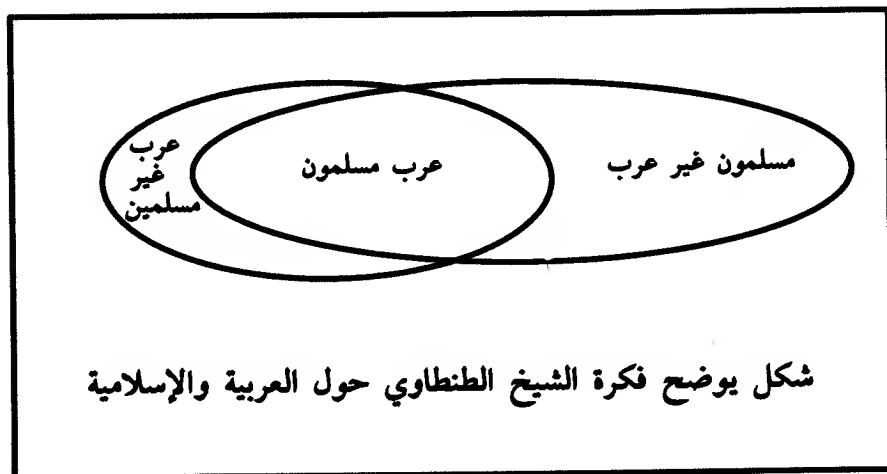 مسلمون غير عرب
عرب مسلمون
عرب
غير
مسلمين
شكل يوضح فكرة الشيخ الطنطاوي حول العربية والإسلامية